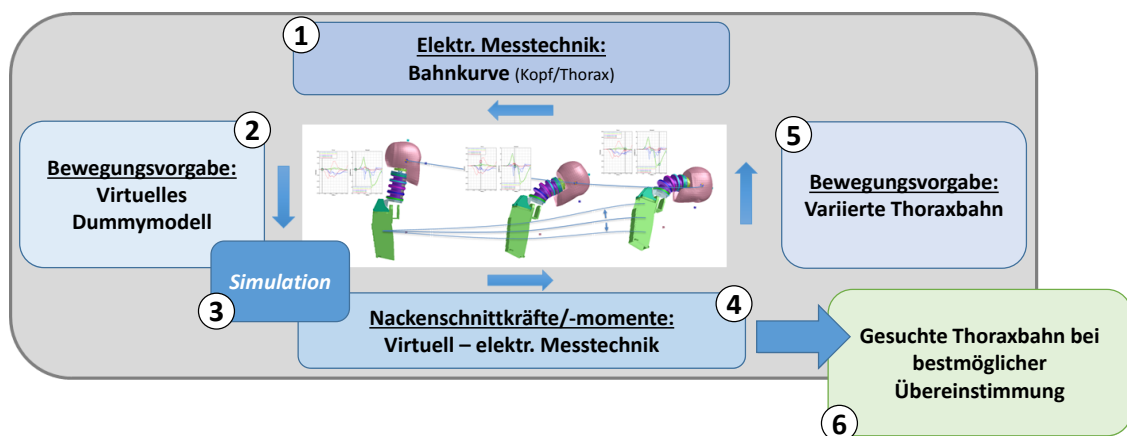 1
Elektr. Messtechnik:
Bahnkurve (Kopf/Thorax)
2
Bewegungsvorgabe:
Virtuelles
Dummymodell
Simulation
3
Nackenschnittkräfte/-momente:
Virtuell – elektr. Messtechnik
4
5
Bewegungsvorgabe:
Variierte Thoraxbahn
Gesuchte Thoraxbahn bei
bestmöglicher
Übereinstimmung
6